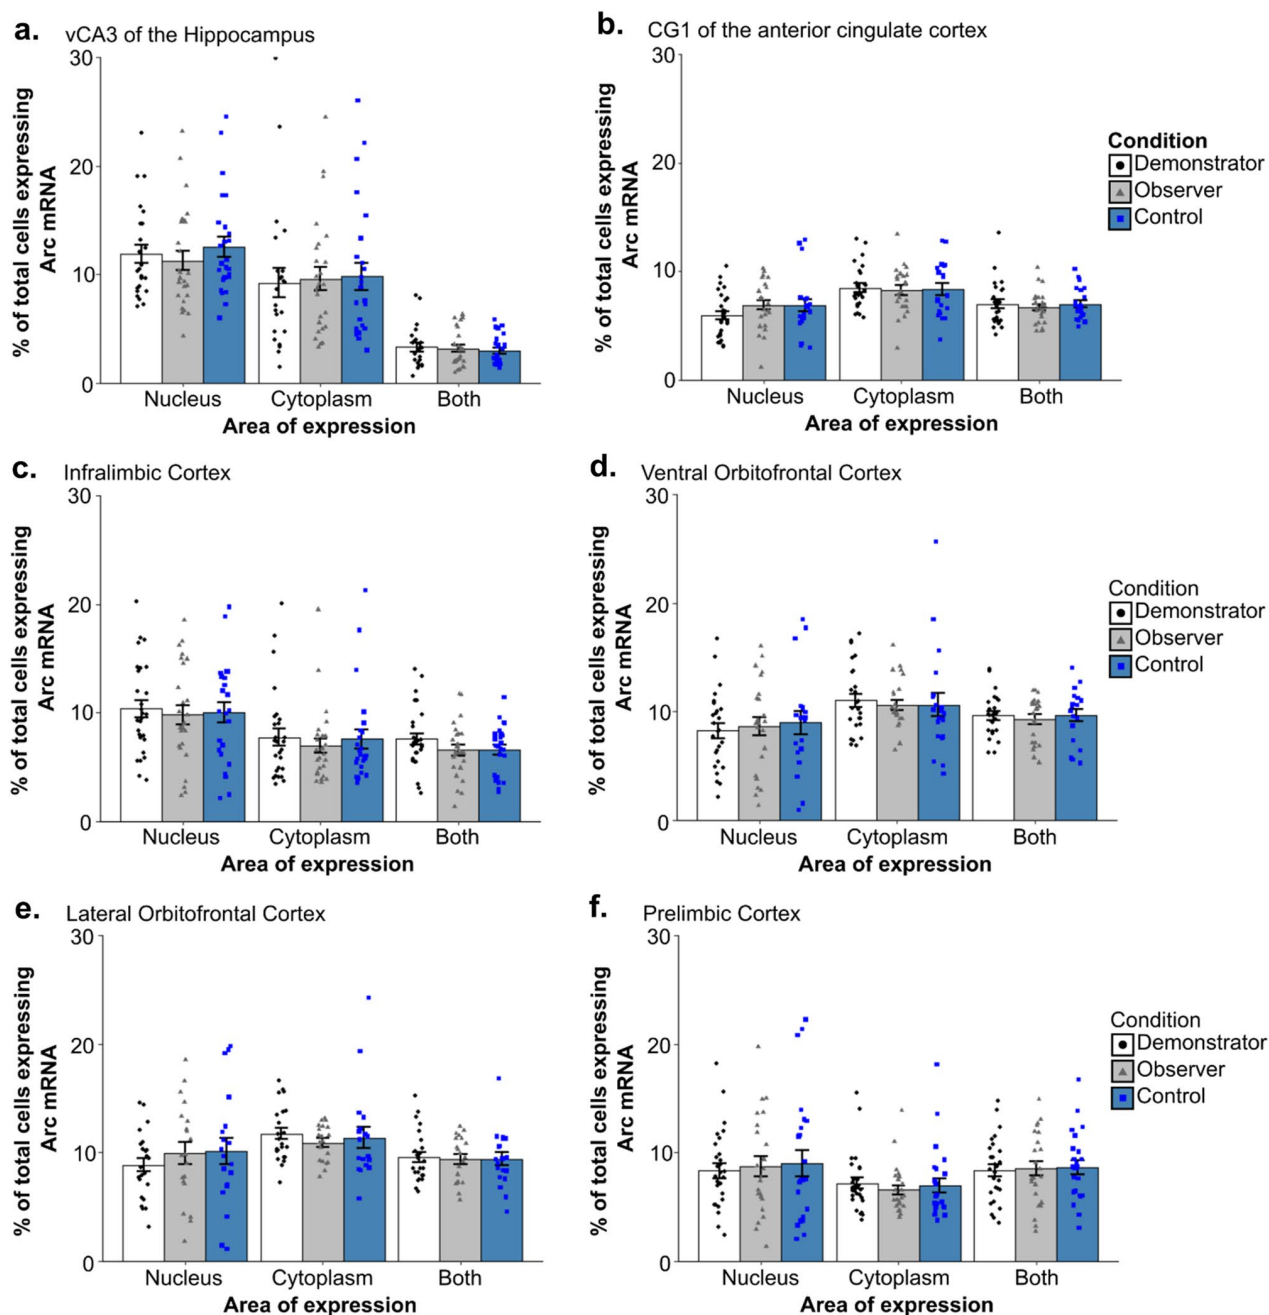 a. vCA3 of the Hippocampus
% of total cells expressing
Arc mRNA
30
20
10
0
Nucleus Cytoplasm Both
Area of expression
b. CG1 of the anterior cingulate cortex
% of total cells expressing
Arc mRNA
30
20
10
0
Nucleus Cytoplasm Both
Area of expression
Condition
Demonstrator
Observer
Control
c. Infralimbic Cortex
% of total cells expressing
Arc mRNA
30
20
10
0
Nucleus Cytoplasm Both
Area of expression
d. Ventral Orbitofrontal Cortex
% of total cells expressing
Arc mRNA
30
20
10
0
Nucleus Cytoplasm Both
Area of expression
Condition
Demonstrator
Observer
Control
e. Lateral Orbitofrontal Cortex
% of total cells expressing
Arc mRNA
30
20
10
0
Nucleus Cytoplasm Both
Area of expression
f. Prelimbic Cortex
% of total cells expressing
Arc mRNA
30
20
10
0
Nucleus Cytoplasm Both
Area of expression
Condition
Demonstrator
Observer
Control